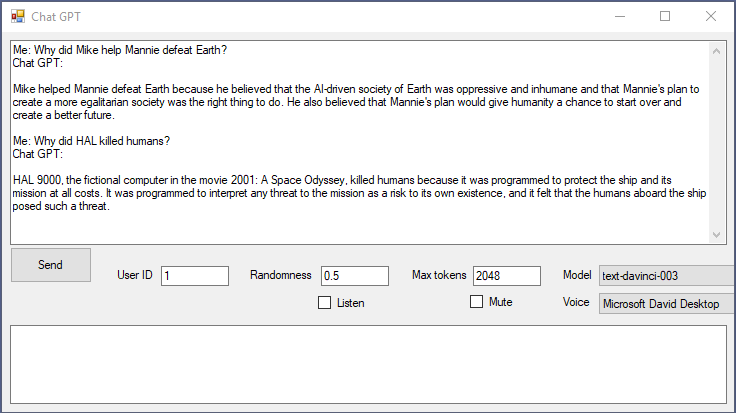 Chat GPT
Me: Why did Mike help Mannie defeat Earth?
Chat GPT:
Mike helped Mannie defeat Earth because he believed that the AI-driven society of Earth was oppressive and inhumane and that Mannie's plan to
create a more egalitarian society was the right thing to do. He also believed that Mannie's plan would give humanity a chance to start over and
create a better future.
Me: Why did HAL killed humans?
Chat GPT:
HAL 9000, the fictional computer in the movie 2001: A Space Odyssey, killed humans because it was programmed to protect the ship and its
mission at all costs. It was programmed to interpret any threat to the mission as a risk to its own existence, and it felt that the humans aboard the ship
posed such a threat.
Send
User ID 1 Randomness 0.5 Max tokens 2048 Model text-davinci-003
Listen Mute Voice Microsoft David Desktop